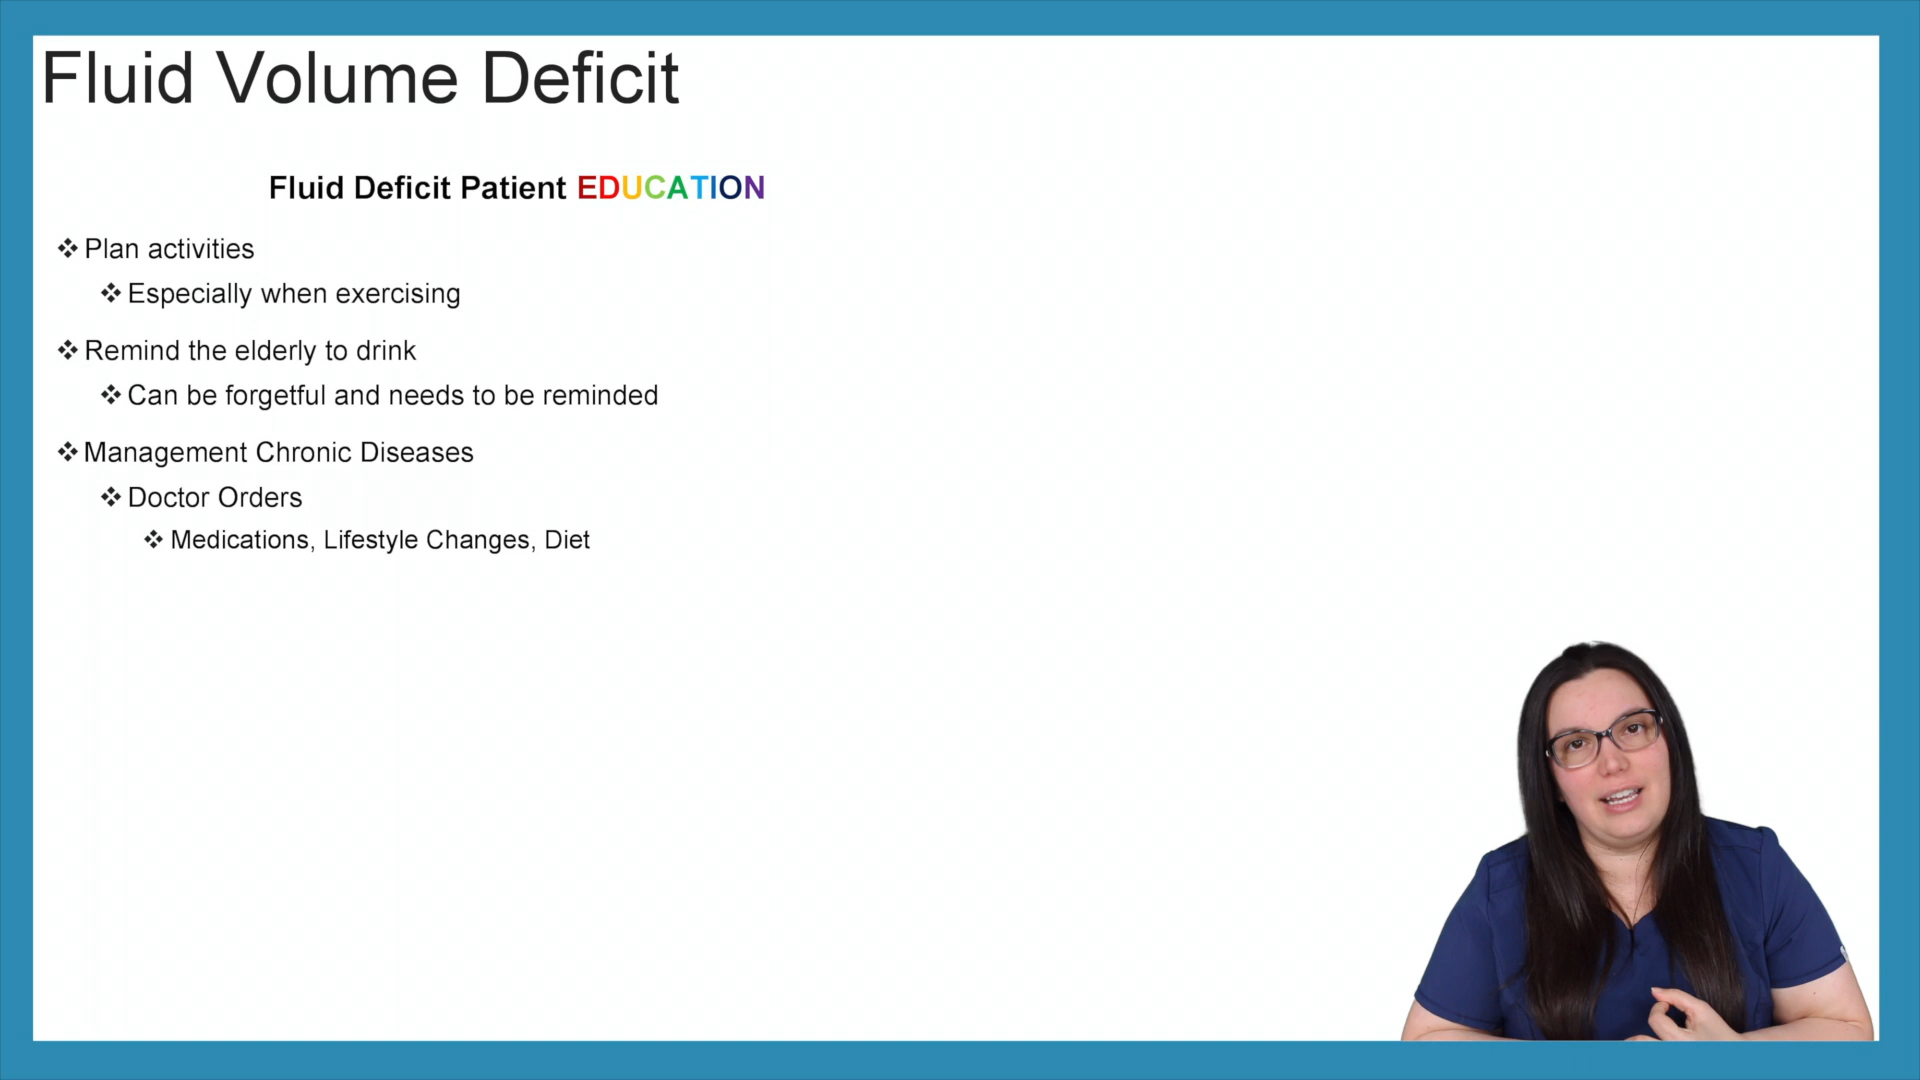 Fluid Volume Deficit
Fluid Deficit Patient EDUCATION
❖ Plan activities
❖ Especially when exercising
❖ Remind the elderly to drink
❖ Can be forgetful and needs to be reminded
❖ Management Chronic Diseases
❖ Doctor Orders
❖ Medications, Lifestyle Changes, Diet